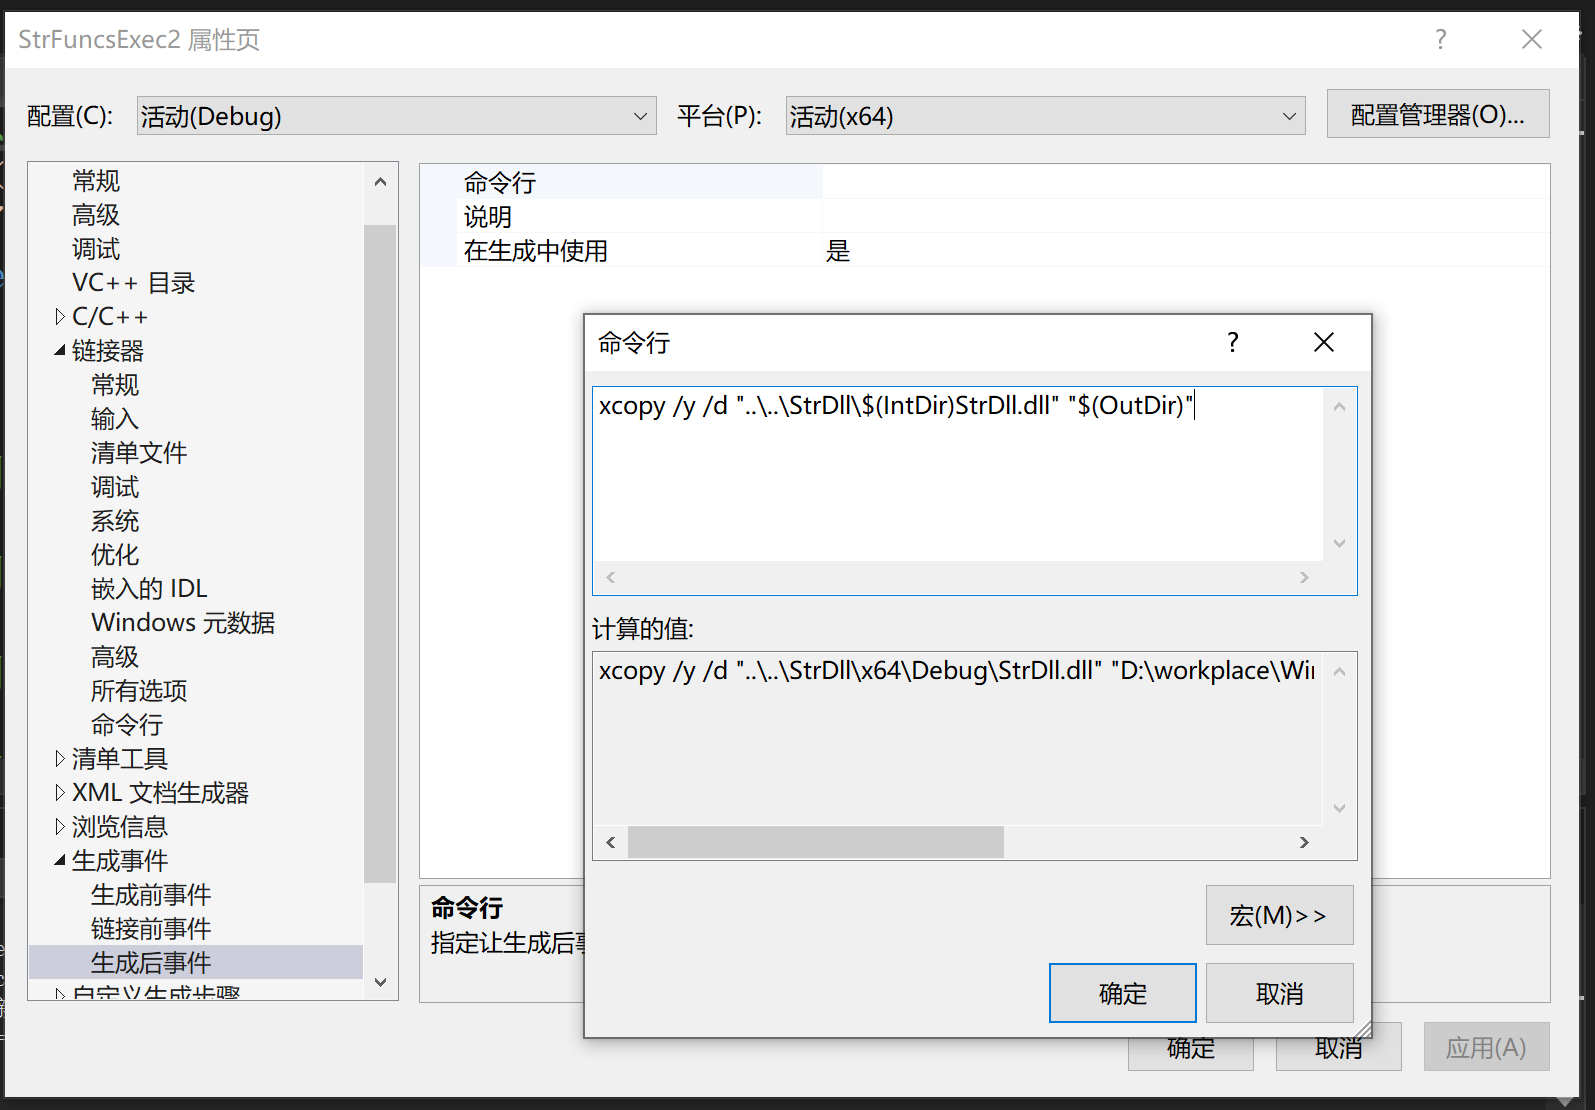 StrFuncsExec2 属性页
配置(C):
活动(Debug)
平台(P):
活动(x64)
配置管理器(O)...
常规
高级
调试
VC++ 目录
C/C++
链接器
常规
输入
清单文件
调试
系统
优化
嵌入的 IDL
Windows 元数据
高级
所有选项
命令行
清单工具
XML 文档生成器
浏览信息
生成事件
生成前事件
链接前事件
生成后事件
自定义生成步骤
命令行
说明
在生成中使用 是
命令行
xcopy /y /d "..\..\StrDll\$(IntDir)StrDll.dll" "$(OutDir)"
计算的值:
xcopy /y /d "..\..\StrDll\x64\Debug\StrDll.dll" "D:\workplace\Wi
宏(M)>>
确定
取消
命令行
指定让生成后
确定
取消
应用(A)